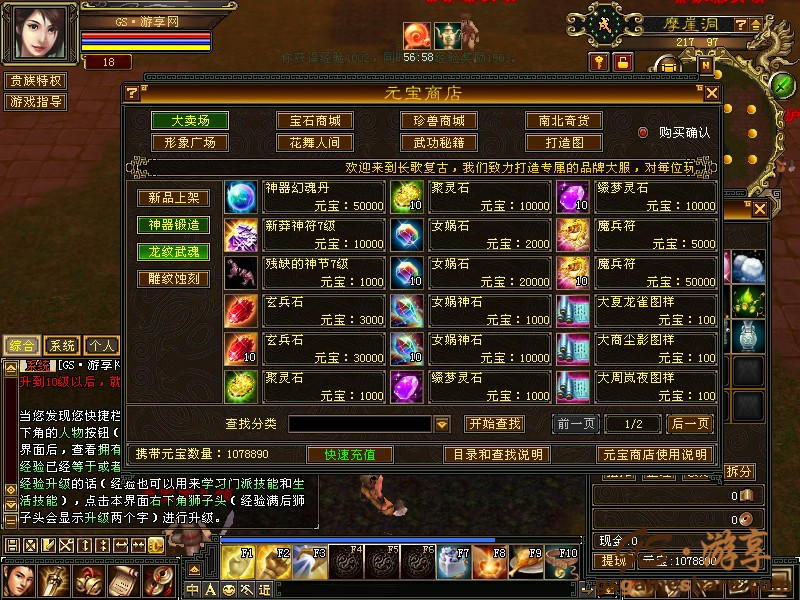 GS·游享网
18
贵族特权
游戏指导
56:58
摩崖洞
217 97
元宝商店
大卖场
宝石商城
珍兽商城
南北奇货
形象广场
花舞人间
武功秘籍
打造图
购买确认
欢迎来到长歌复古，我们致力打造专属的品牌大服，对每位玩
新品上架
神器锻造
龙纹武魂
雕纹蚀刻
神器幻魂丹
元宝：50000
10
聚灵石
元宝：10000
10
缀梦灵石
元宝：10000
新莽神符7级
元宝：10000
女娲石
元宝：2000
魔兵符
元宝：5000
残缺的神节7级
元宝：1000
10
女娲石
元宝：20000
10
魔兵符
元宝：50000
玄兵石
元宝：3000
女娲神石
元宝：1000
大夏龙雀图样
元宝：100
10
玄兵石
元宝：30000
10
女娲神石
元宝：10000
大商尘影图样
元宝：100
聚灵石
元宝：1000
缀梦灵石
元宝：1000
大周岚夜图样
元宝：100
查找分类
开始查找
前一页
1/2
后一页
携带元宝数量：1078890
快速充值
目录和查找说明
元宝商店使用说明
综合
系统
个人
系统 [GS·游享网
升到10级以后，就
当您发现您快捷栏
下角的人物按钮（
界面后，查看拥有
经验已经等于或者
经验升级的话（经验也可以用来学习门派技能和生
活技能），点击本界面右下角狮子头（经验满后狮
子头会显示升级两个字）进行升级。
拆分
0
0
现金：0
提现
元宝：1078890
F1
F2
F3
F4
F5
F6
F7
F8
F9
F10
中
A
近
GS·游享